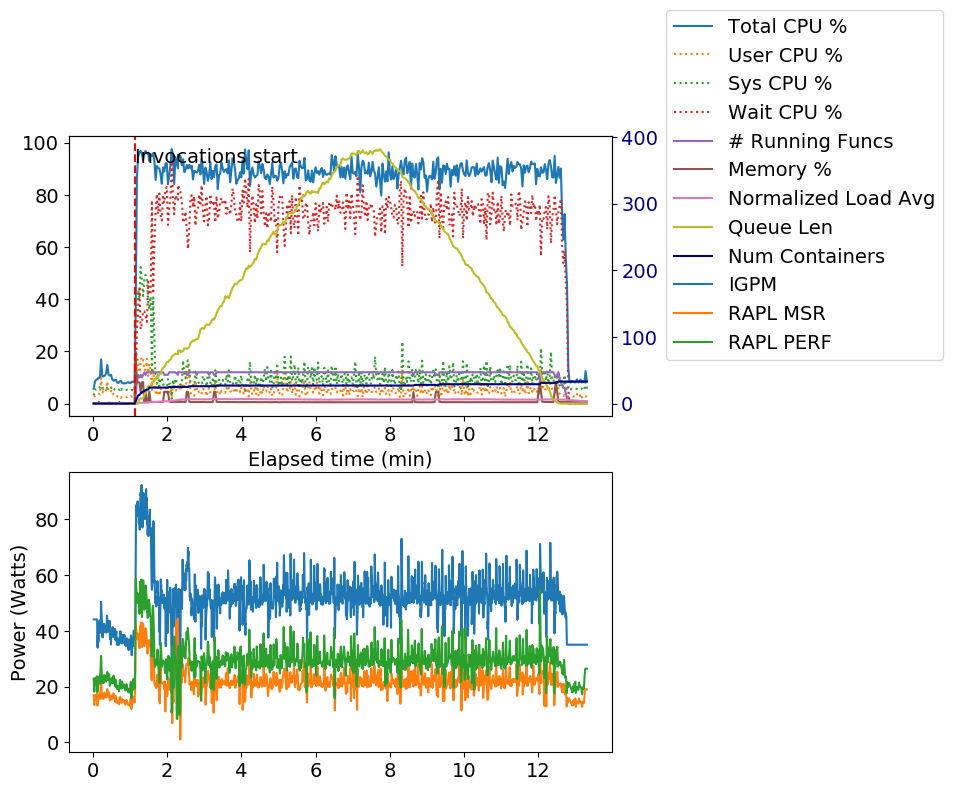 Total CPU %
User CPU %
Sys CPU %
Wait CPU %
# Running Funcs
Memory %
Normalized Load Avg
Queue Len
Num Containers
IGPM
RAPL MSR
RAPL PERF
Invocations start
100
80
60
40
20
0
400
300
200
100
0
0 2 4 6 8 10 12
Elapsed time (min)
Power (Watts)
80
60
40
20
0
0 2 4 6 8 10 12